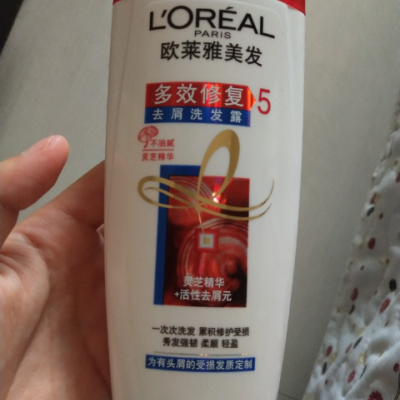 L'ORÉAL
PARIS
欧莱雅美发
多效修复 5
去屑洗发露
不油腻
灵芝精华
灵芝精华
+活性去屑元
一次次洗发 累积修护受损
秀发强韧 柔靓 轻盈
为有头屑的受损发质定制